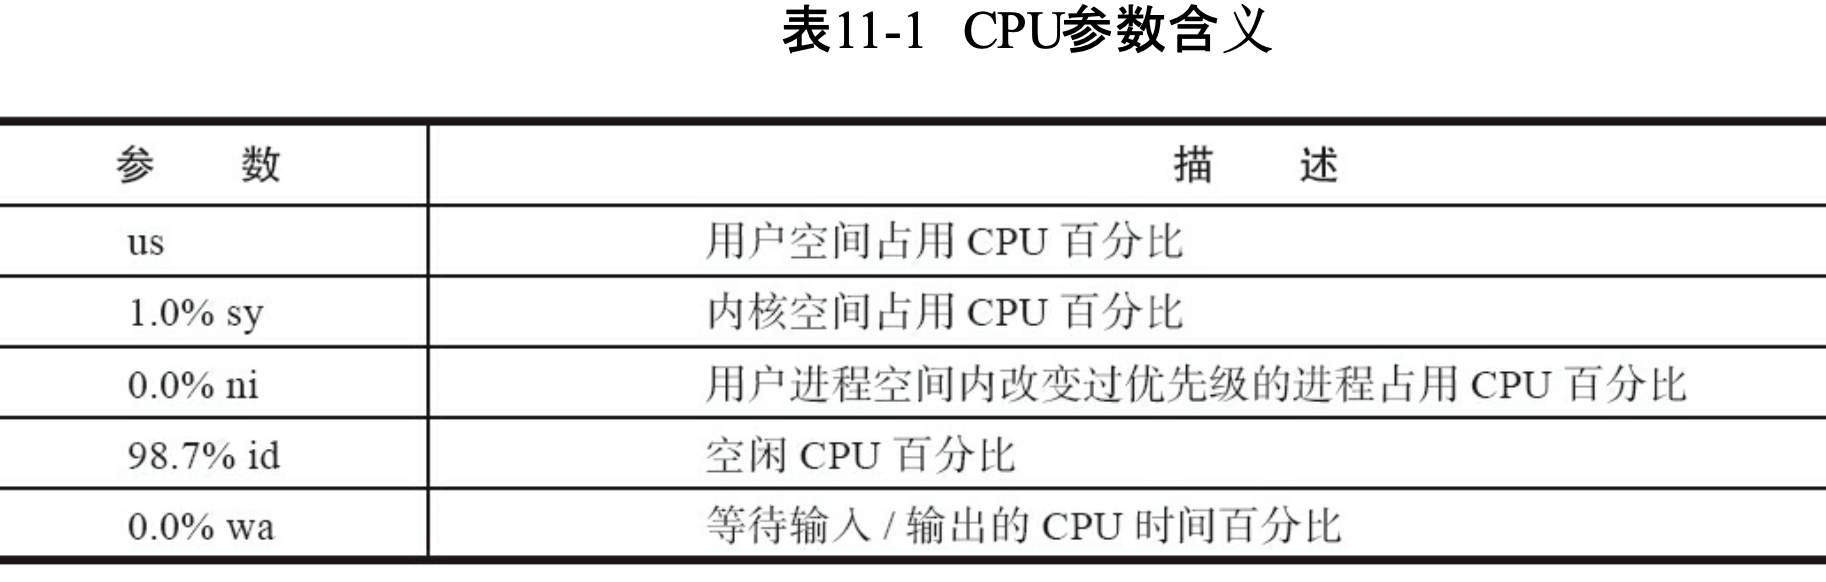 表11-1 CPU参数含义
参 数 描 述
us 用户空间占用 CPU 百分比
1.0% sy 内核空间占用 CPU 百分比
0.0% ni 用户进程空间内改变过优先级的进程占用 CPU 百分比
98.7% id 空闲 CPU 百分比
0.0% wa 等待输入 / 输出的 CPU 时间百分比